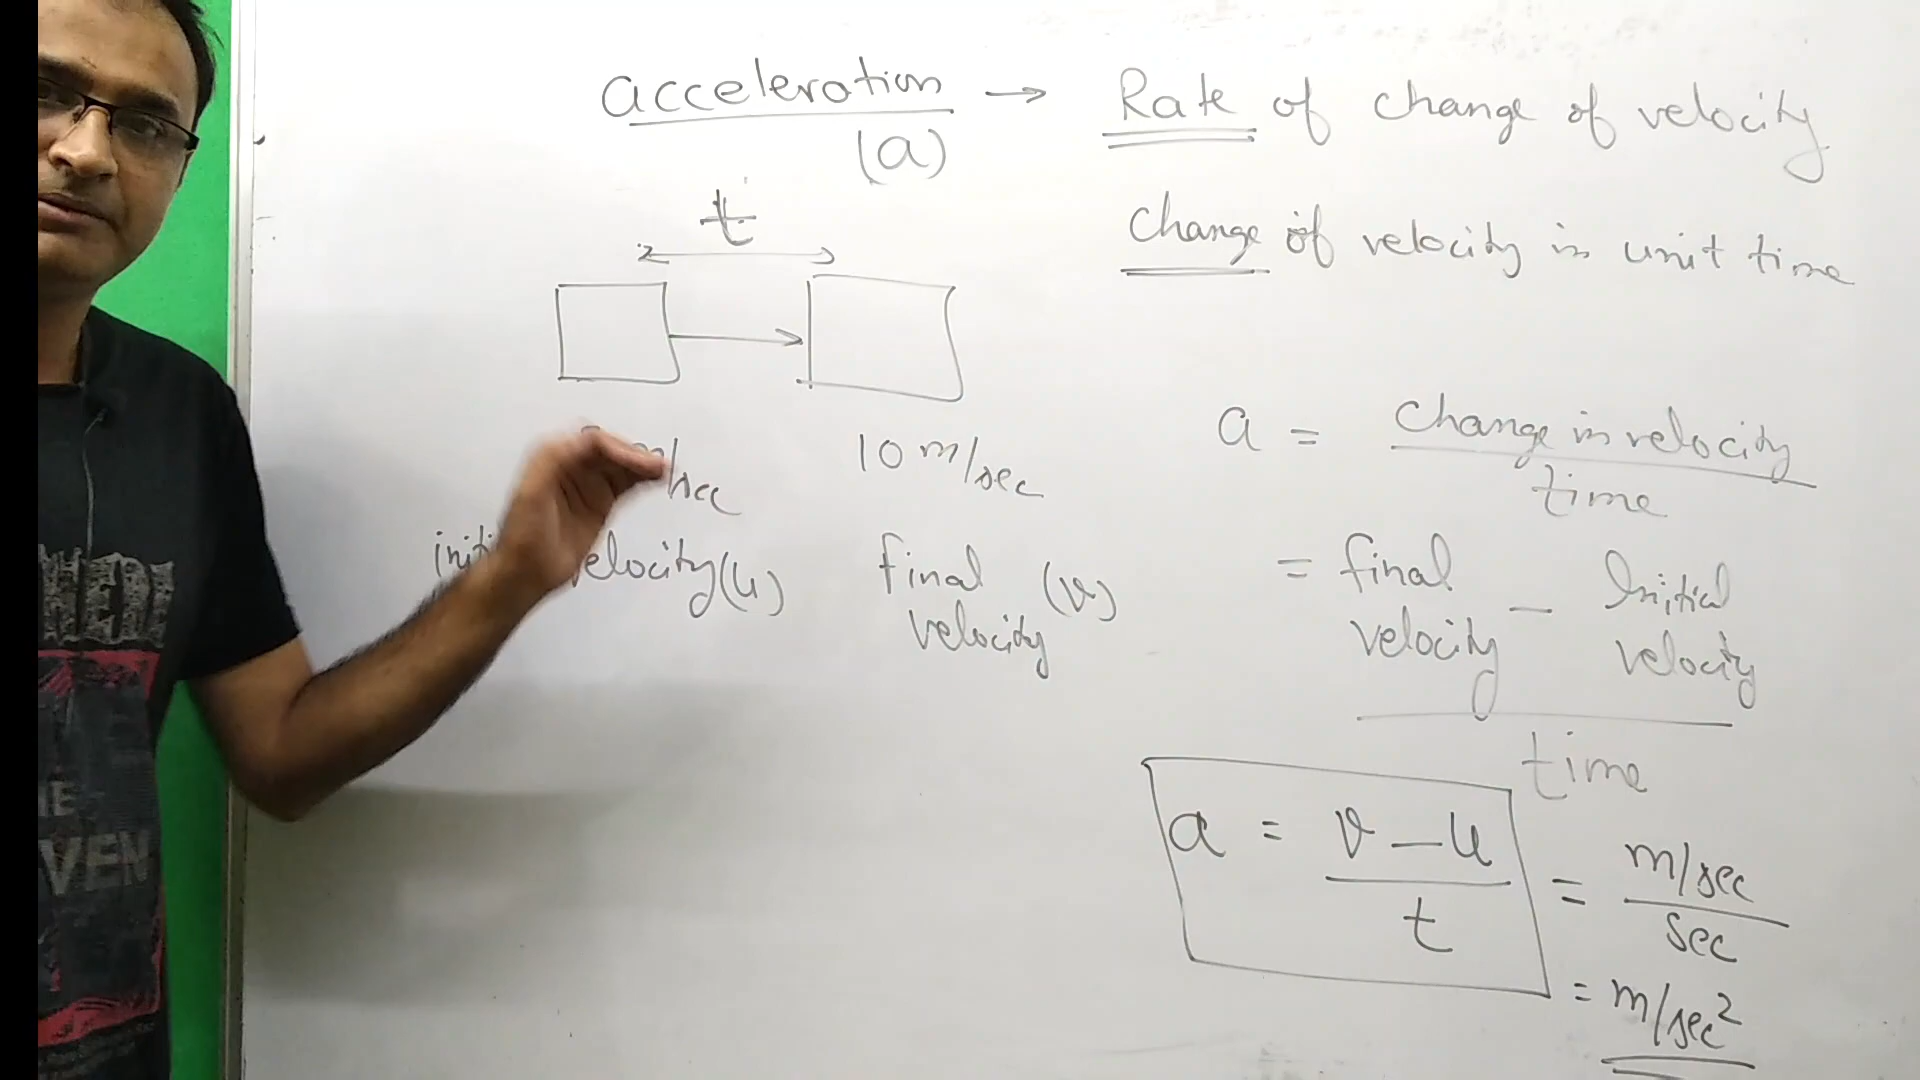 acceleration → Rate of change of velocity
(a)
t
Change of velocity in unit time
m/sec
10 m/sec
velocity (u)
final velocity (v)
a = Change in velocity / time
= final velocity – Initial velocity / time
a = v – u / t = m/sec / sec
= m/sec²